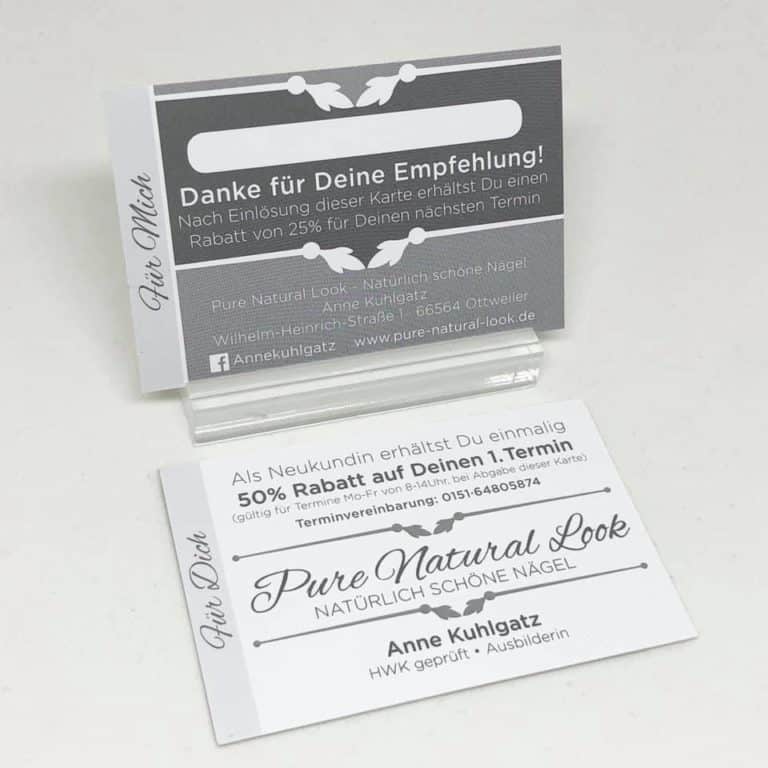 Für Mich
Danke für Deine Empfehlung!
Nach Einlösung dieser Karte erhältst Du einen
Rabatt von 25% für Deinen nächsten Termin
Pure Natural Look - Natürlich schöne Nägel
Anne Kuhlgatz
Wilhelm-Heinrich-Straße 1 66564 Ottweiler
f Annekuhlgatz www.pure-natural-look.de
Für Dich
Als Neukundin erhältst Du einmalig
50% Rabatt auf Deinen 1.Termin
(gültig für Termine Mo-Fr von 8-14Uhr, bei Abgabe dieser Karte)
Terminvereinbarung: 0151-64805874
Pure Natural Look
NATÜRLICH SCHÖNE NÄGEL
Anne Kuhlgatz
HWK geprüft • Ausbilderin